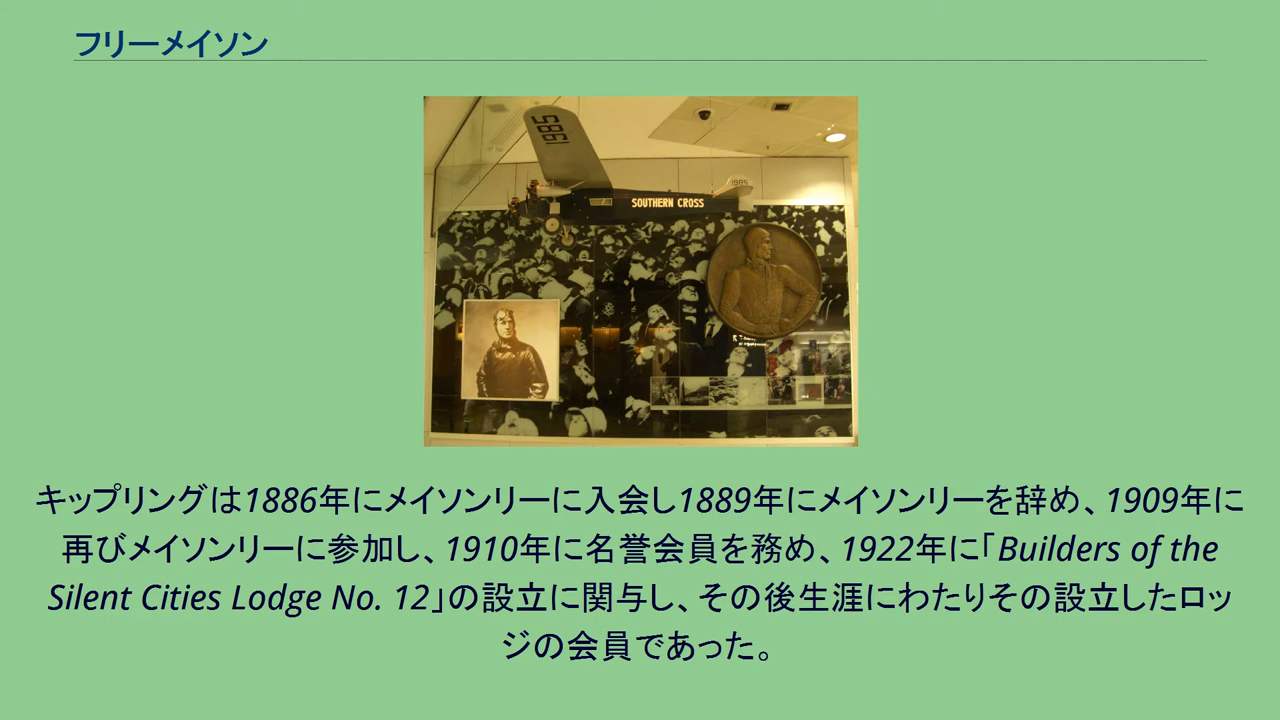 フリーメイソン
1985
1985
SOUTHERN CROSS
キップリングは1886年にメイソンリーに入会し1889年にメイソンリーを辞め、1909年に
再びメイソンリーに参加し、1910年に名誉会員を務め、1922年に「Builders of the
Silent Cities Lodge No. 12」の設立に関与し、その後生涯にわたりその設立したロッ
ジの会員であった。